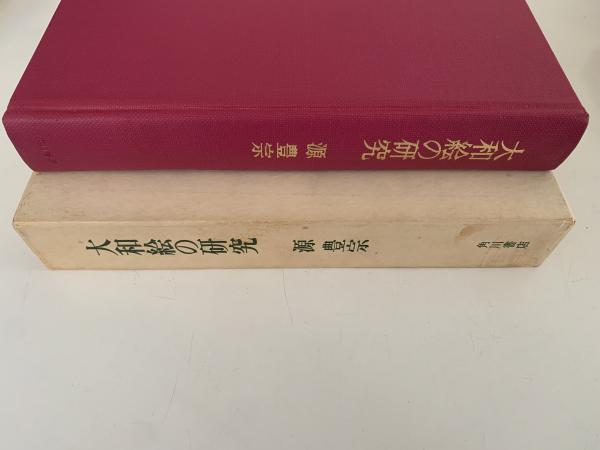 大和絵の研究 源 豊宗
大和絵の研究 源 豊宗 角川書店